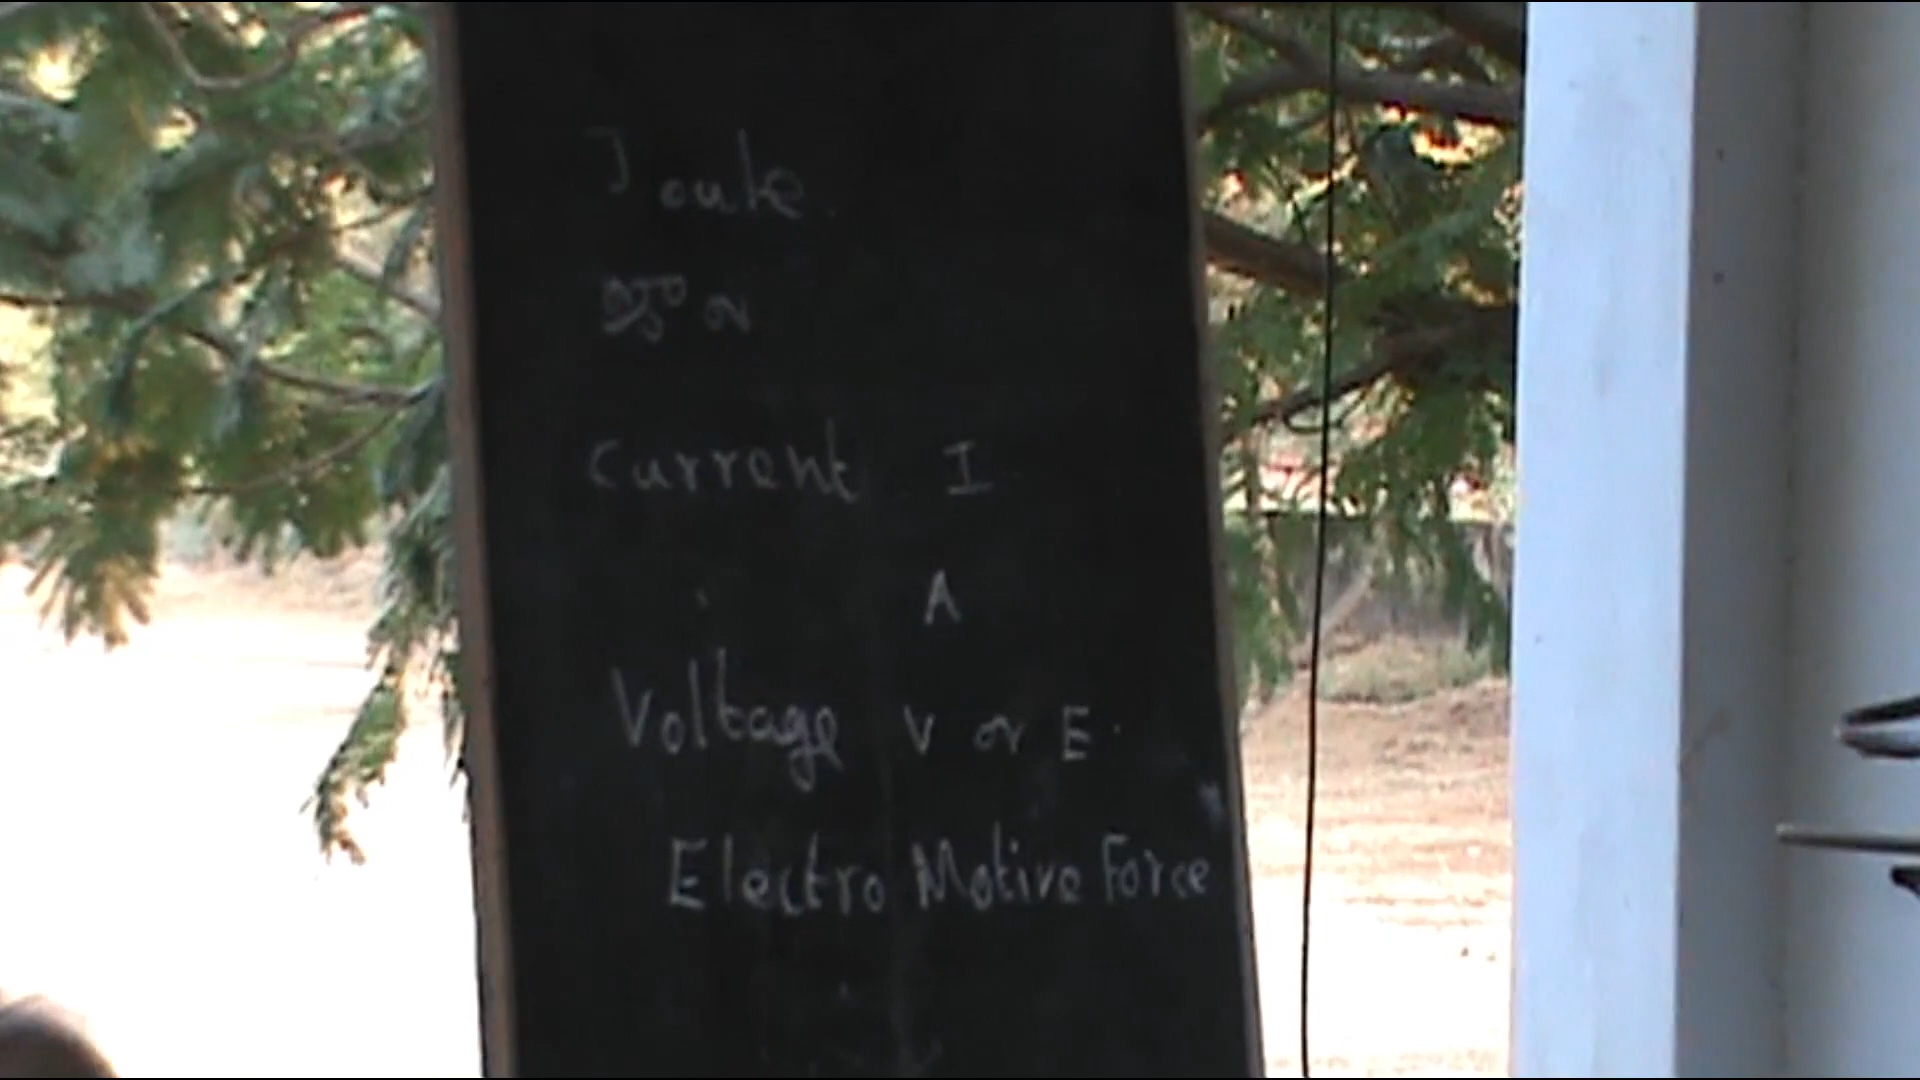 Joule.
Current I
A
Voltage V or E.
Electro Motive Force